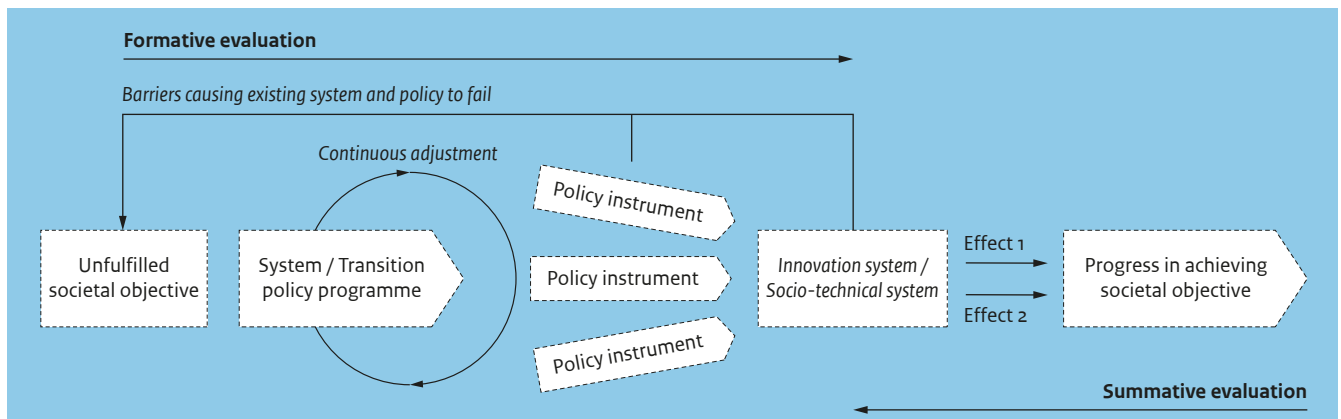 Formative evaluation
Barriers causing existing system and policy to fail
Continuous adjustment
Unfulfilled
societal objective
System / Transition
policy programme
Policy instrument
Policy instrument
Policy instrument
Innovation system /
Socio-technical system
Effect 1
Effect 2
Progress in achieving
societal objective
Summative evaluation